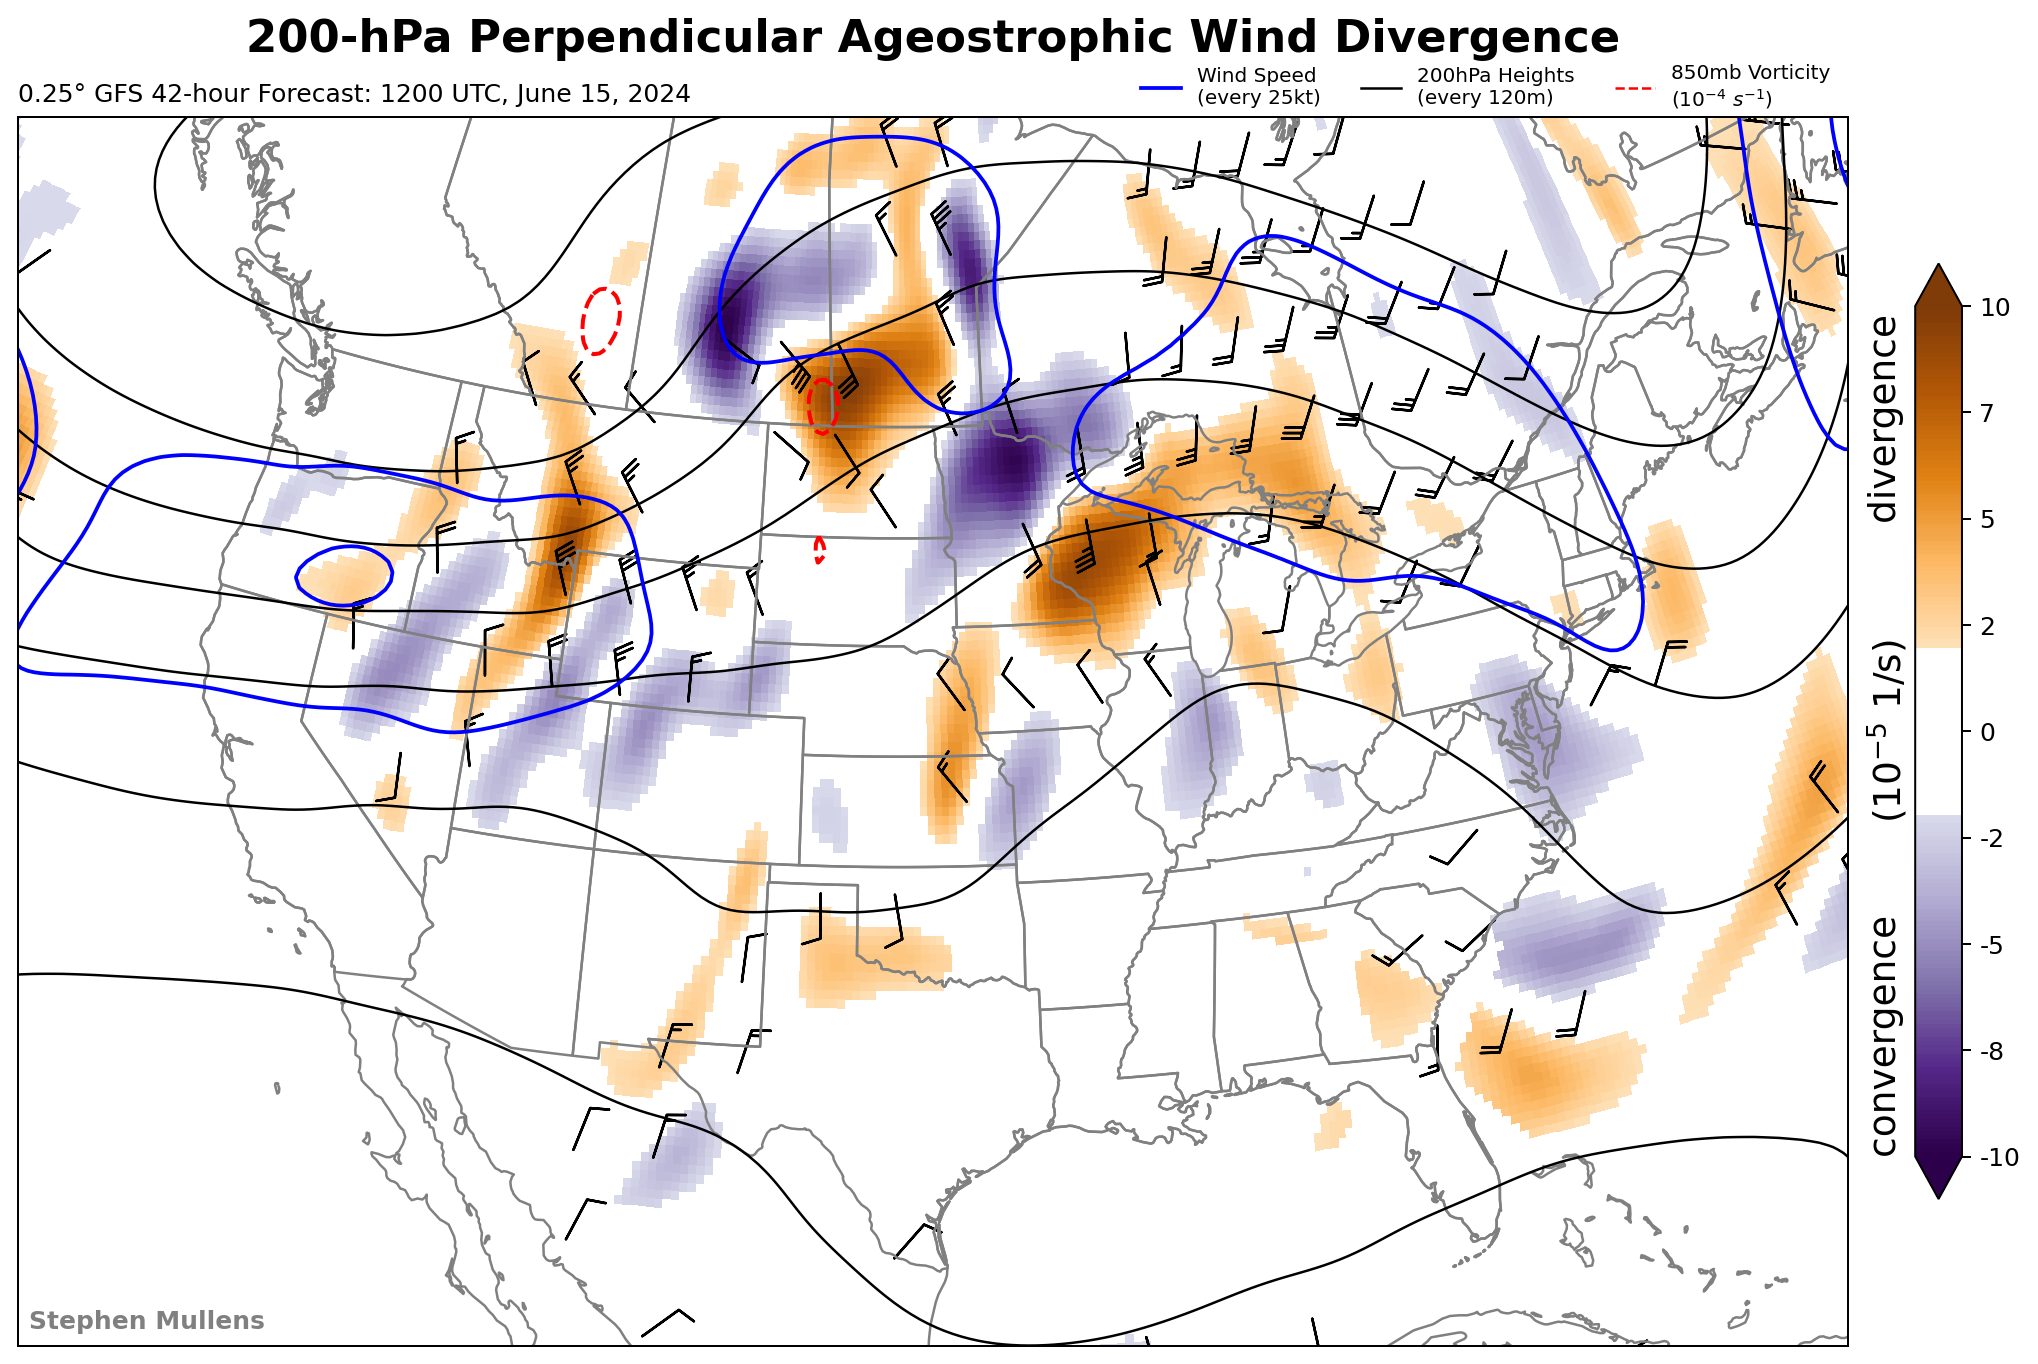 200-hPa Perpendicular Ageostrophic Wind Divergence
0.25° GFS 42-hour Forecast: 1200 UTC, June 15, 2024
Wind Speed
(every 25kt)
200hPa Heights
(every 120m)
850mb Vorticity
(10⁻⁴ s⁻¹)
convergence (10⁻⁵ 1/s) divergence
10
7
5
2
0
-2
-5
-8
-10
Stephen Mullens